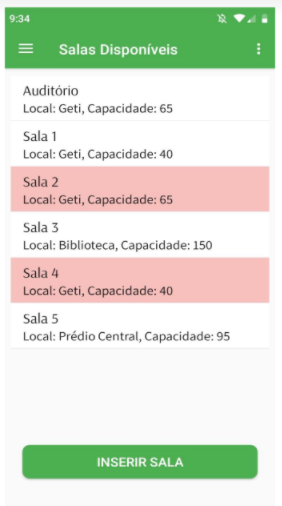 9:34
Salas Disponíveis
Auditório
Local: Geti, Capacidade: 65
Sala 1
Local: Geti, Capacidade: 40
Sala 2
Local: Geti, Capacidade: 65
Sala 3
Local: Biblioteca, Capacidade: 150
Sala 4
Local: Geti, Capacidade: 40
Sala 5
Local: Prédio Central, Capacidade: 95
INSERIR SALA